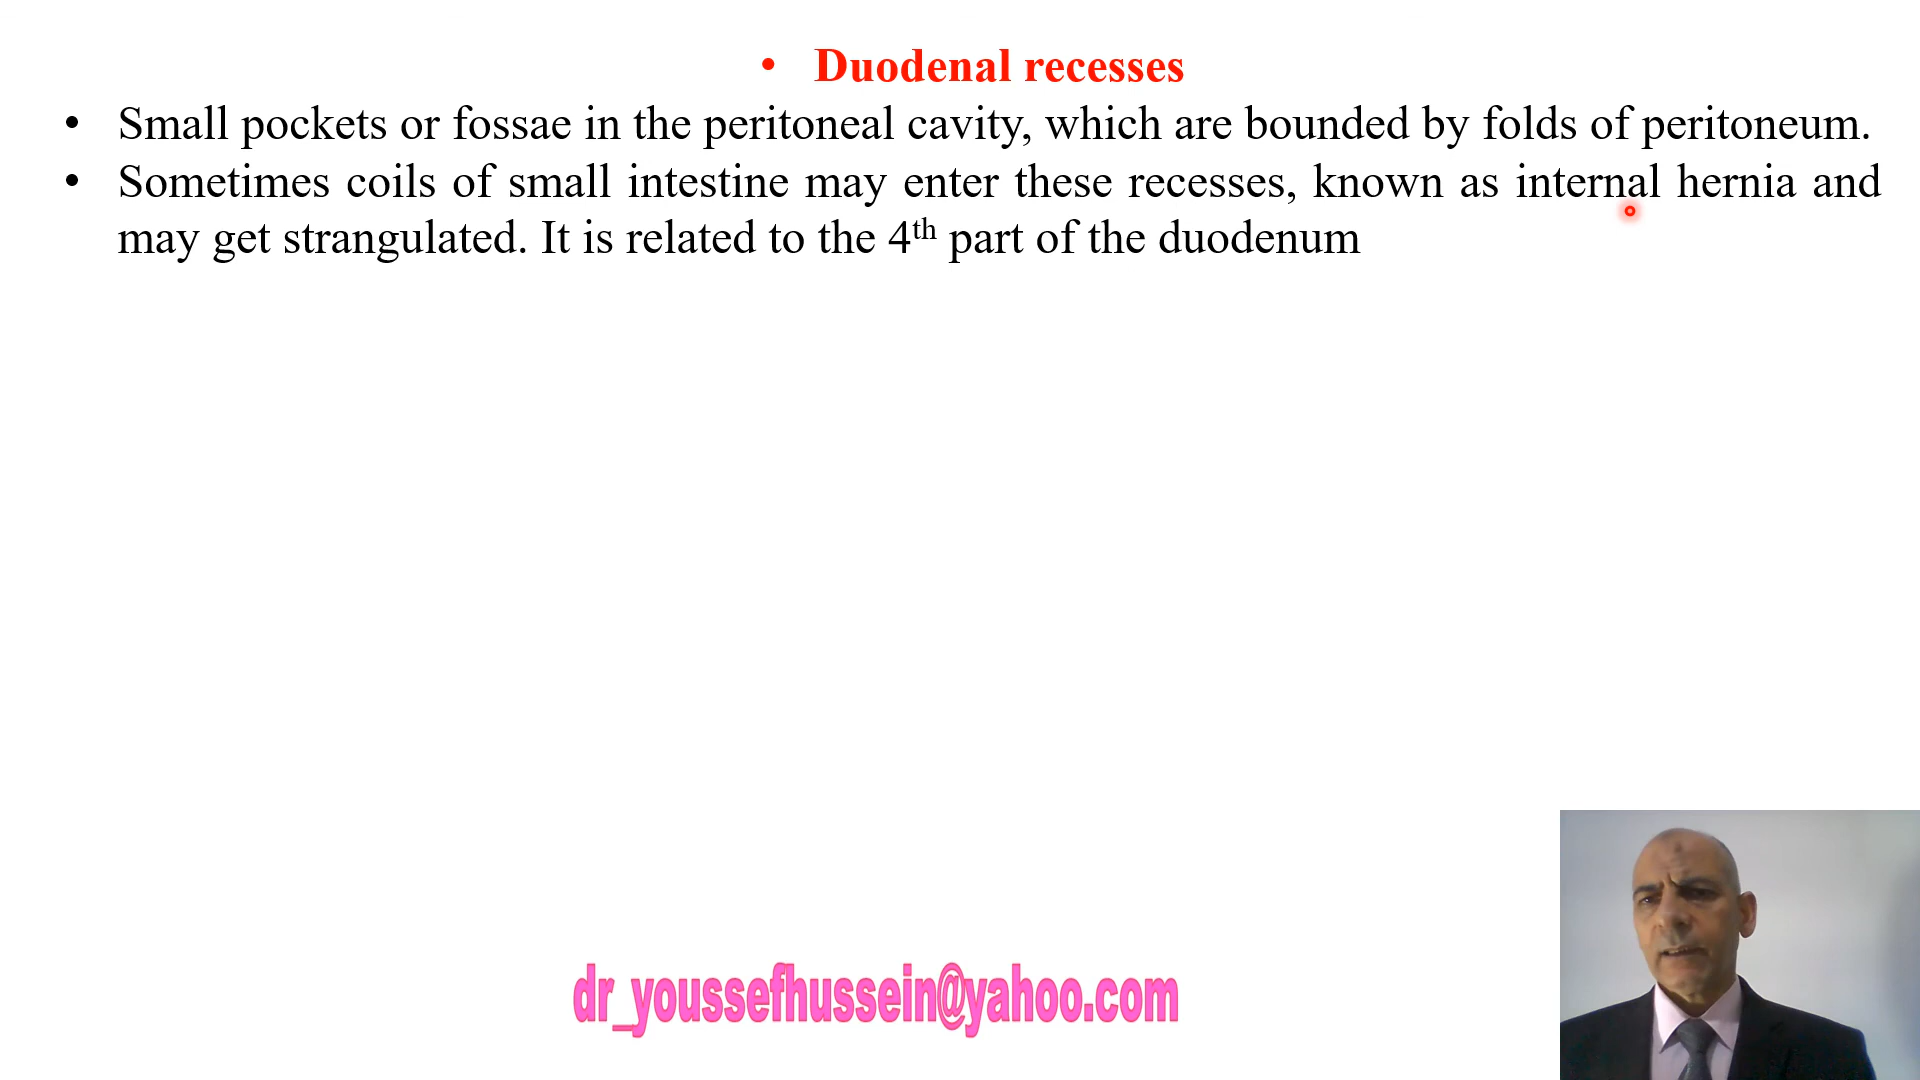 • Duodenal recesses
• Small pockets or fossae in the peritoneal cavity, which are bounded by folds of peritoneum.
• Sometimes coils of small intestine may enter these recesses, known as internal hernia and
may get strangulated. It is related to the 4th part of the duodenum
dr_youssefhussein@yahoo.com